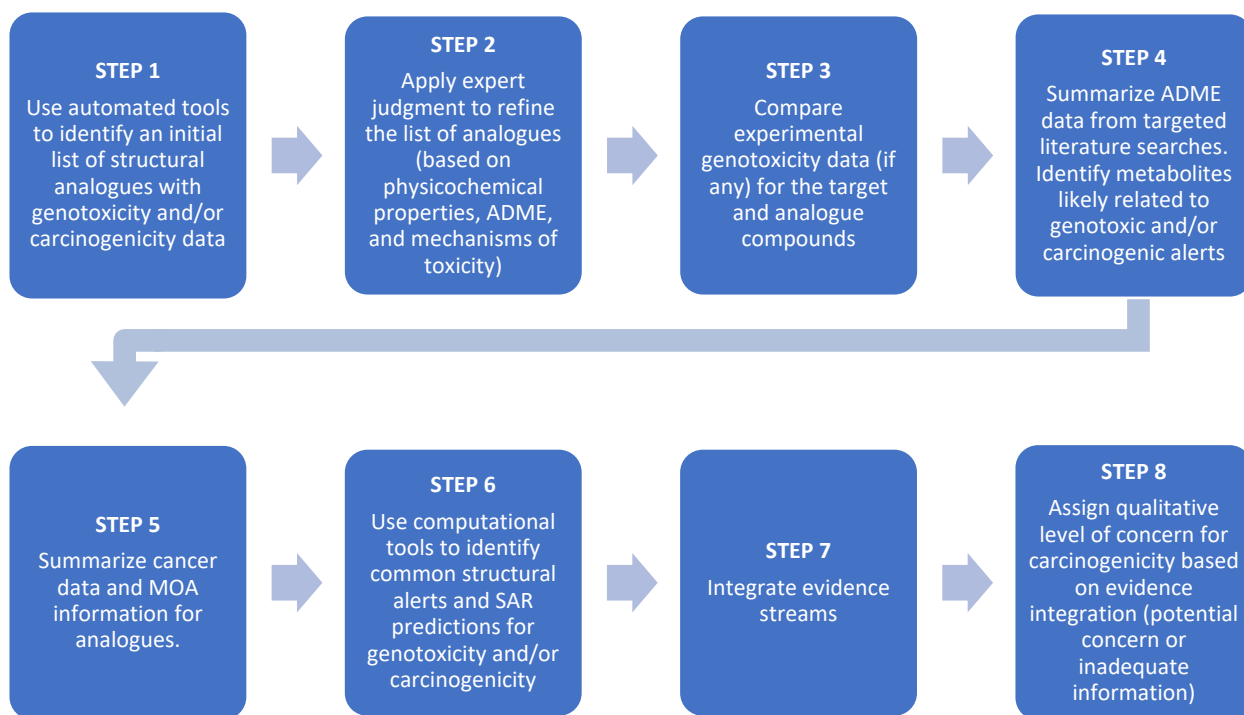 STEP 1
Use automated tools
to identify an initial
list of structural
analogues with
genotoxicity and/or
carcinogenicity data
STEP 2
Apply expert
judgment to refine
the list of analogues
(based on
physicochemical
properties, ADME,
and mechanisms of
toxicity)
STEP 3
Compare
experimental
genotoxicity data (if
any) for the target
and analogue
compounds
STEP 4
Summarize ADME
data from targeted
literature searches.
Identify metabolites
likely related to
genotoxic and/or
carcinogenic alerts
STEP 5
Summarize cancer
data and MOA
information for
analogues.
STEP 6
Use computational
tools to identify
common structural
alerts and SAR
predictions for
genotoxicity and/or
carcinogenicity
STEP 7
Integrate evidence
streams
STEP 8
Assign qualitative
level of concern for
carcinogenicity based
on evidence
integration (potential
concern or
inadequate
information)